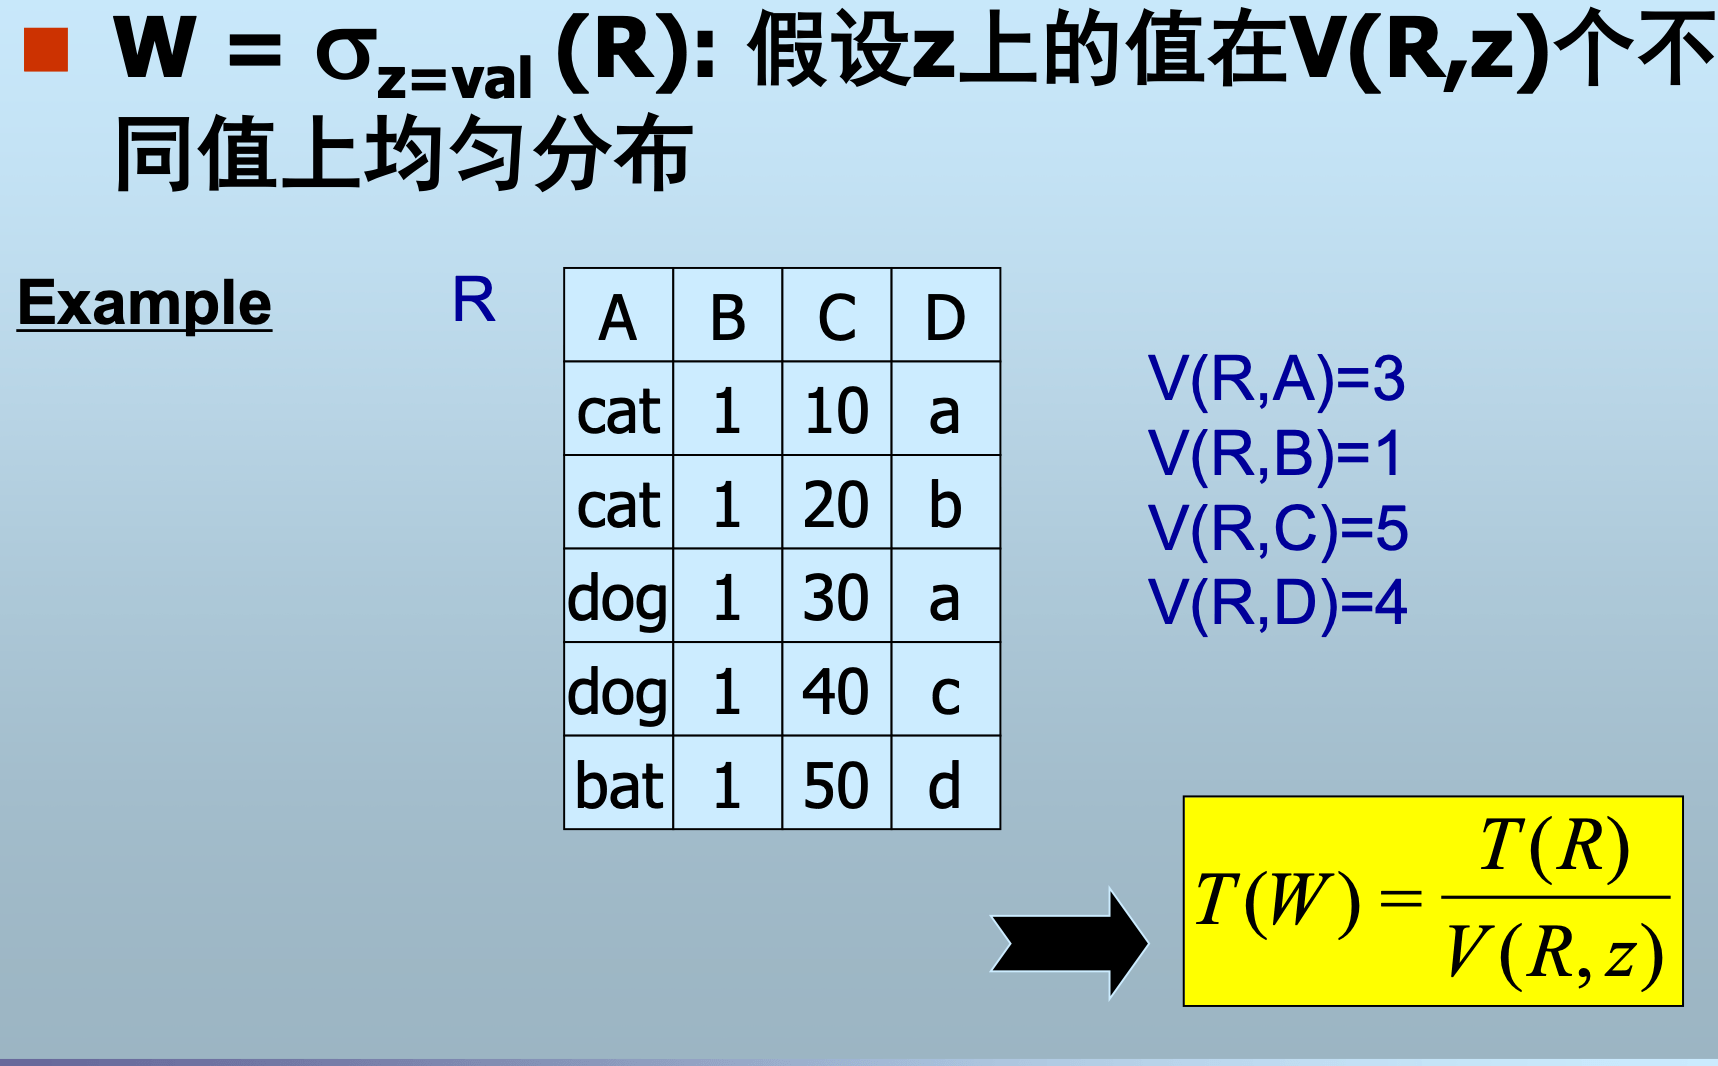 W = σz=val (R): 假设z上的值在V(R,z)个不
同值上均匀分布
Example
R
A B C D
cat 1 10 a
cat 1 20 b
dog 1 30 a
dog 1 40 c
bat 1 50 d
V(R,A)=3
V(R,B)=1
V(R,C)=5
V(R,D)=4
T(W) = T(R) / V(R,z)